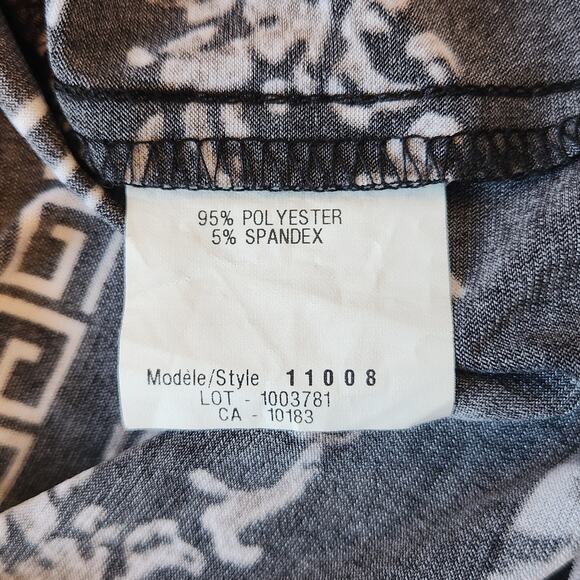 95% POLYESTER
5% SPANDEX
Modèle/Style 11008
LOT - 1003781
CA - 10183